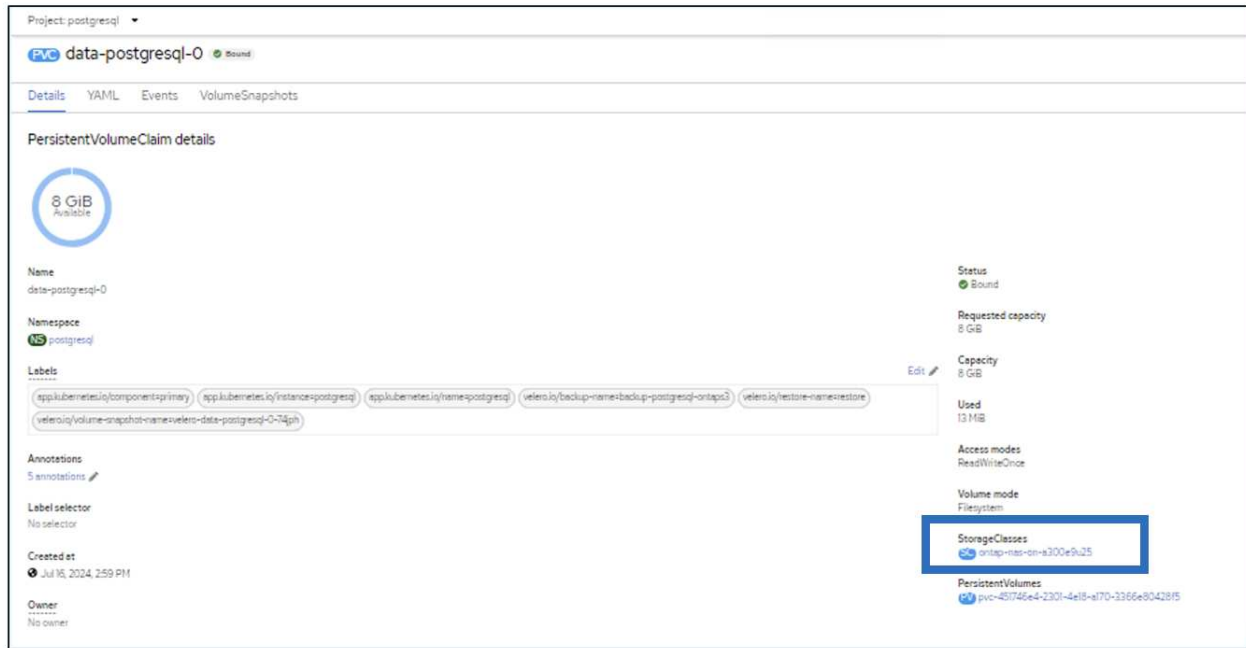 Project: postgresql
PVC data-postgresql-0 Bound
Details YAML Events VolumeSnapshots
PersistentVolumeClaim details
8 GiB
Available
Name
data-postgresql-0
Namespace
NS postgresql
Labels
Edit
app.kubernetes.io/component=primary app.kubernetes.io/instance=postgresql app.kubernetes.io/name=postgresql velero.io/backup-name=backup-postgresql-ontaps3 velero.io/restore-name=restore
velero.io/volume-snapshot-name=velero-data-postgresql-0-74jph
Annotations
5 annotations
Label selector
No selector
Created at
Jul 16, 2024, 2:59 PM
Owner
No owner
Status
Bound
Requested capacity
8 GiB
Capacity
8 GiB
Used
13 MiB
Access modes
ReadWriteOnce
Volume mode
Filesystem
StorageClasses
SC ontap-nas-on-a300e9u25
PersistentVolumes
PV pvc-451746e4-2301-4e18-a170-3366e80428f5